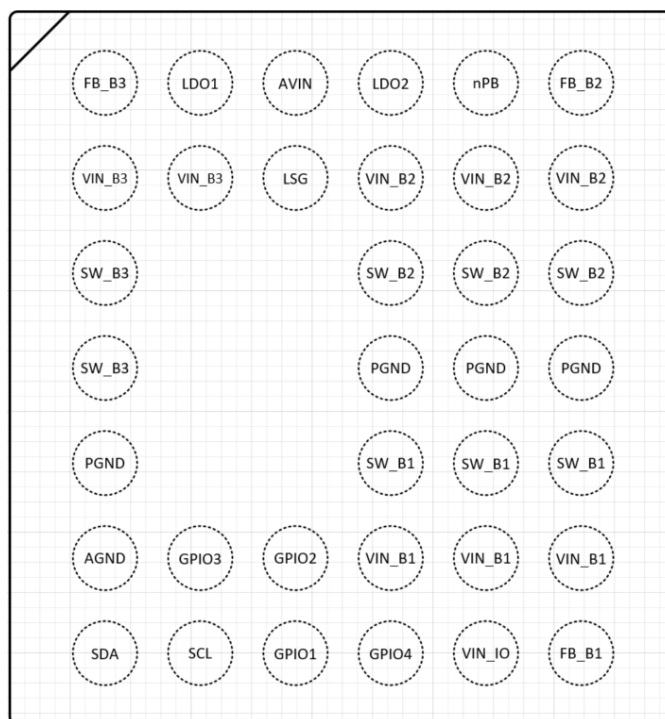 FB_B3 LDO1 AVIN LDO2 nPB FB_B2
VIN_B3 VIN_B3 LSG VIN_B2 VIN_B2 VIN_B2
SW_B3 SW_B2 SW_B2 SW_B2
SW_B3 PGND PGND PGND
PGND SW_B1 SW_B1 SW_B1
AGND GPIO3 GPIO2 VIN_B1 VIN_B1 VIN_B1
SDA SCL GPIO1 GPIO4 VIN_IO FB_B1